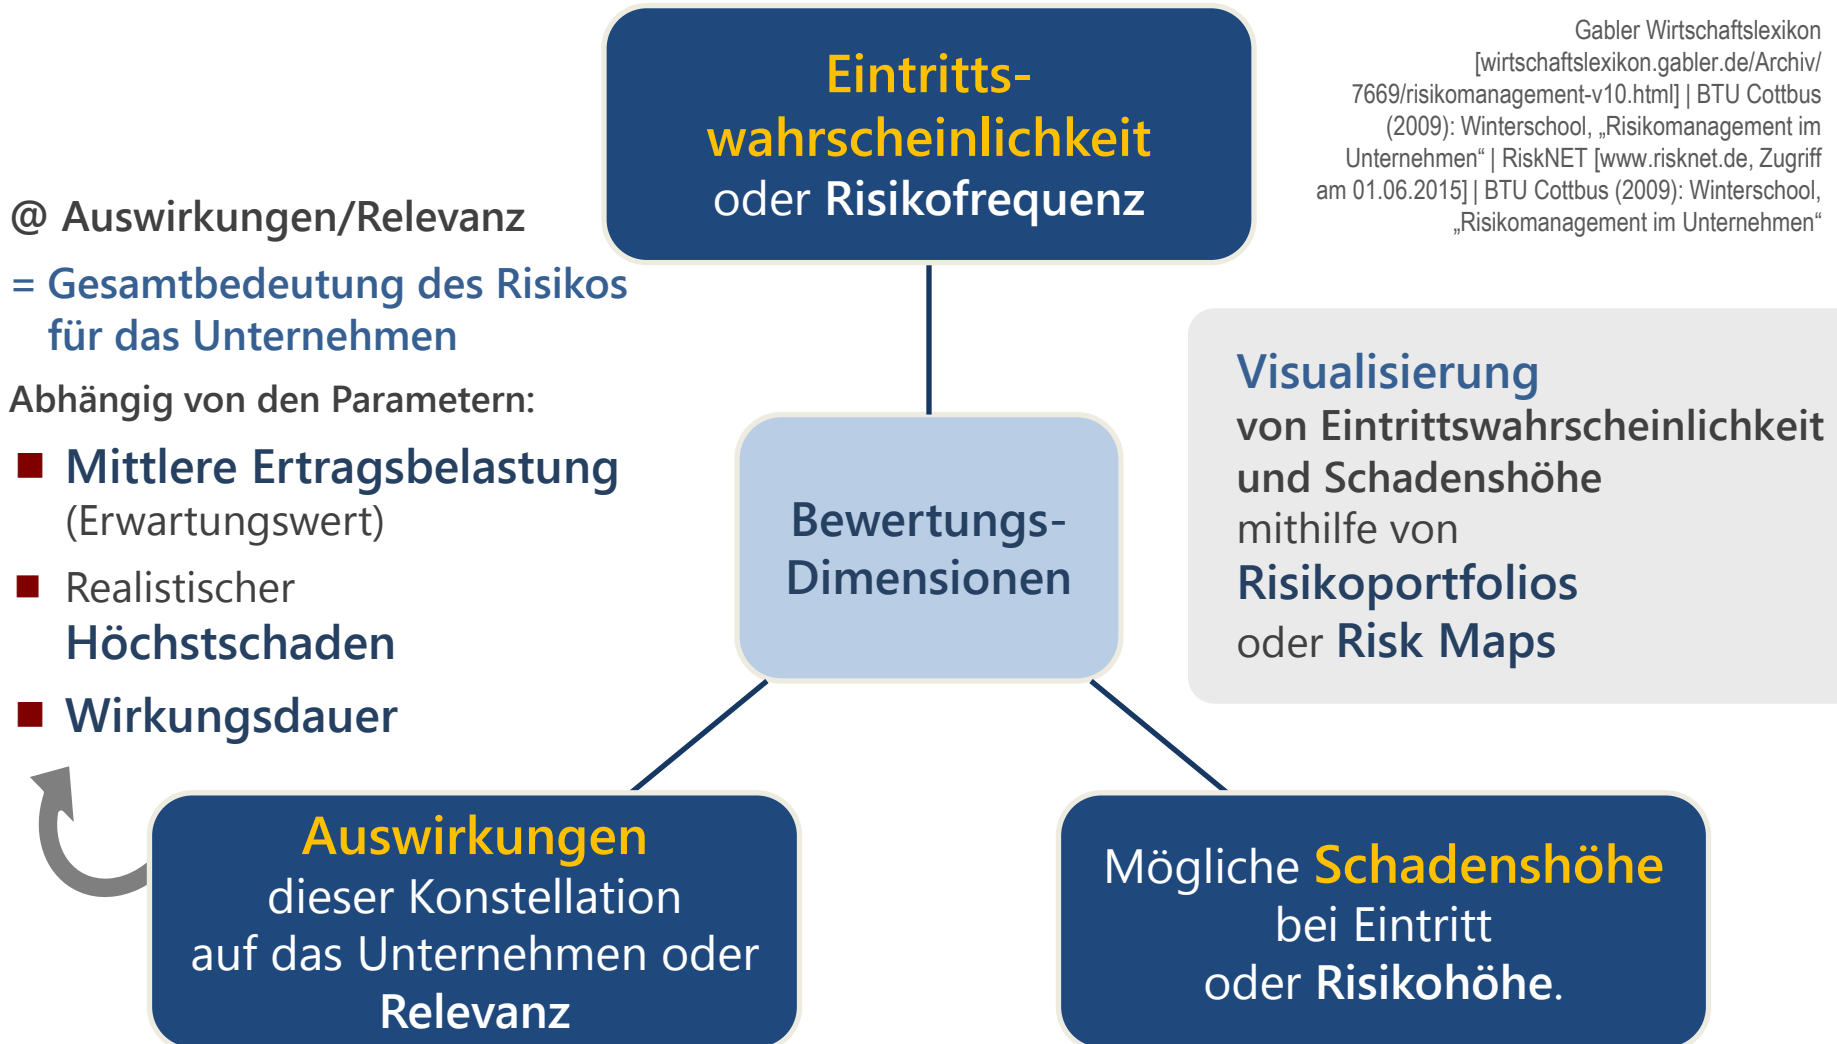 Eintritts-
wahrscheinlichkeit
oder Risikofrequenz
Gabler Wirtschaftslexikon
[wirtschaftslexikon.gabler.de/Archiv/
7669/risikomanagement-v10.html] | BTU Cottbus
(2009): Winterschool, „Risikomanagement im
Unternehmen“ | RiskNET [www.risknet.de, Zugriff
am 01.06.2015] | BTU Cottbus (2009): Winterschool,
„Risikomanagement im Unternehmen“
@ Auswirkungen/Relevanz
= Gesamtbedeutung des Risikos
für das Unternehmen
Abhängig von den Parametern:
■ Mittlere Ertragsbelastung
(Erwartungswert)
■ Realistischer
Höchstschaden
■ Wirkungsdauer
Bewertungs-
Dimensionen
Visualisierung
von Eintrittswahrscheinlichkeit
und Schadenshöhe
mithilfe von
Risikoportfolios
oder Risk Maps
Auswirkungen
dieser Konstellation
auf das Unternehmen oder
Relevanz
Mögliche Schadenshöhe
bei Eintritt
oder Risikohöhe.